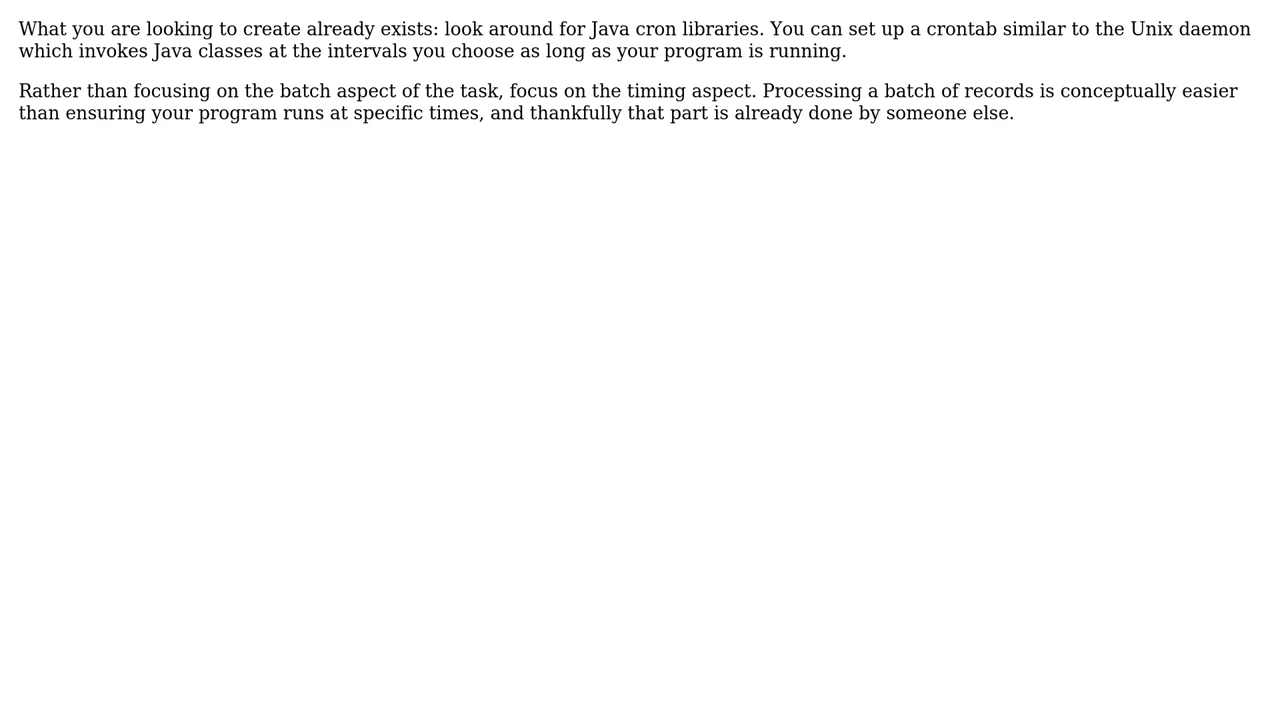 What you are looking to create already exists: look around for Java cron libraries. You can set up a crontab similar to the Unix daemon
which invokes Java classes at the intervals you choose as long as your program is running.
Rather than focusing on the batch aspect of the task, focus on the timing aspect. Processing a batch of records is conceptually easier
than ensuring your program runs at specific times, and thankfully that part is already done by someone else.